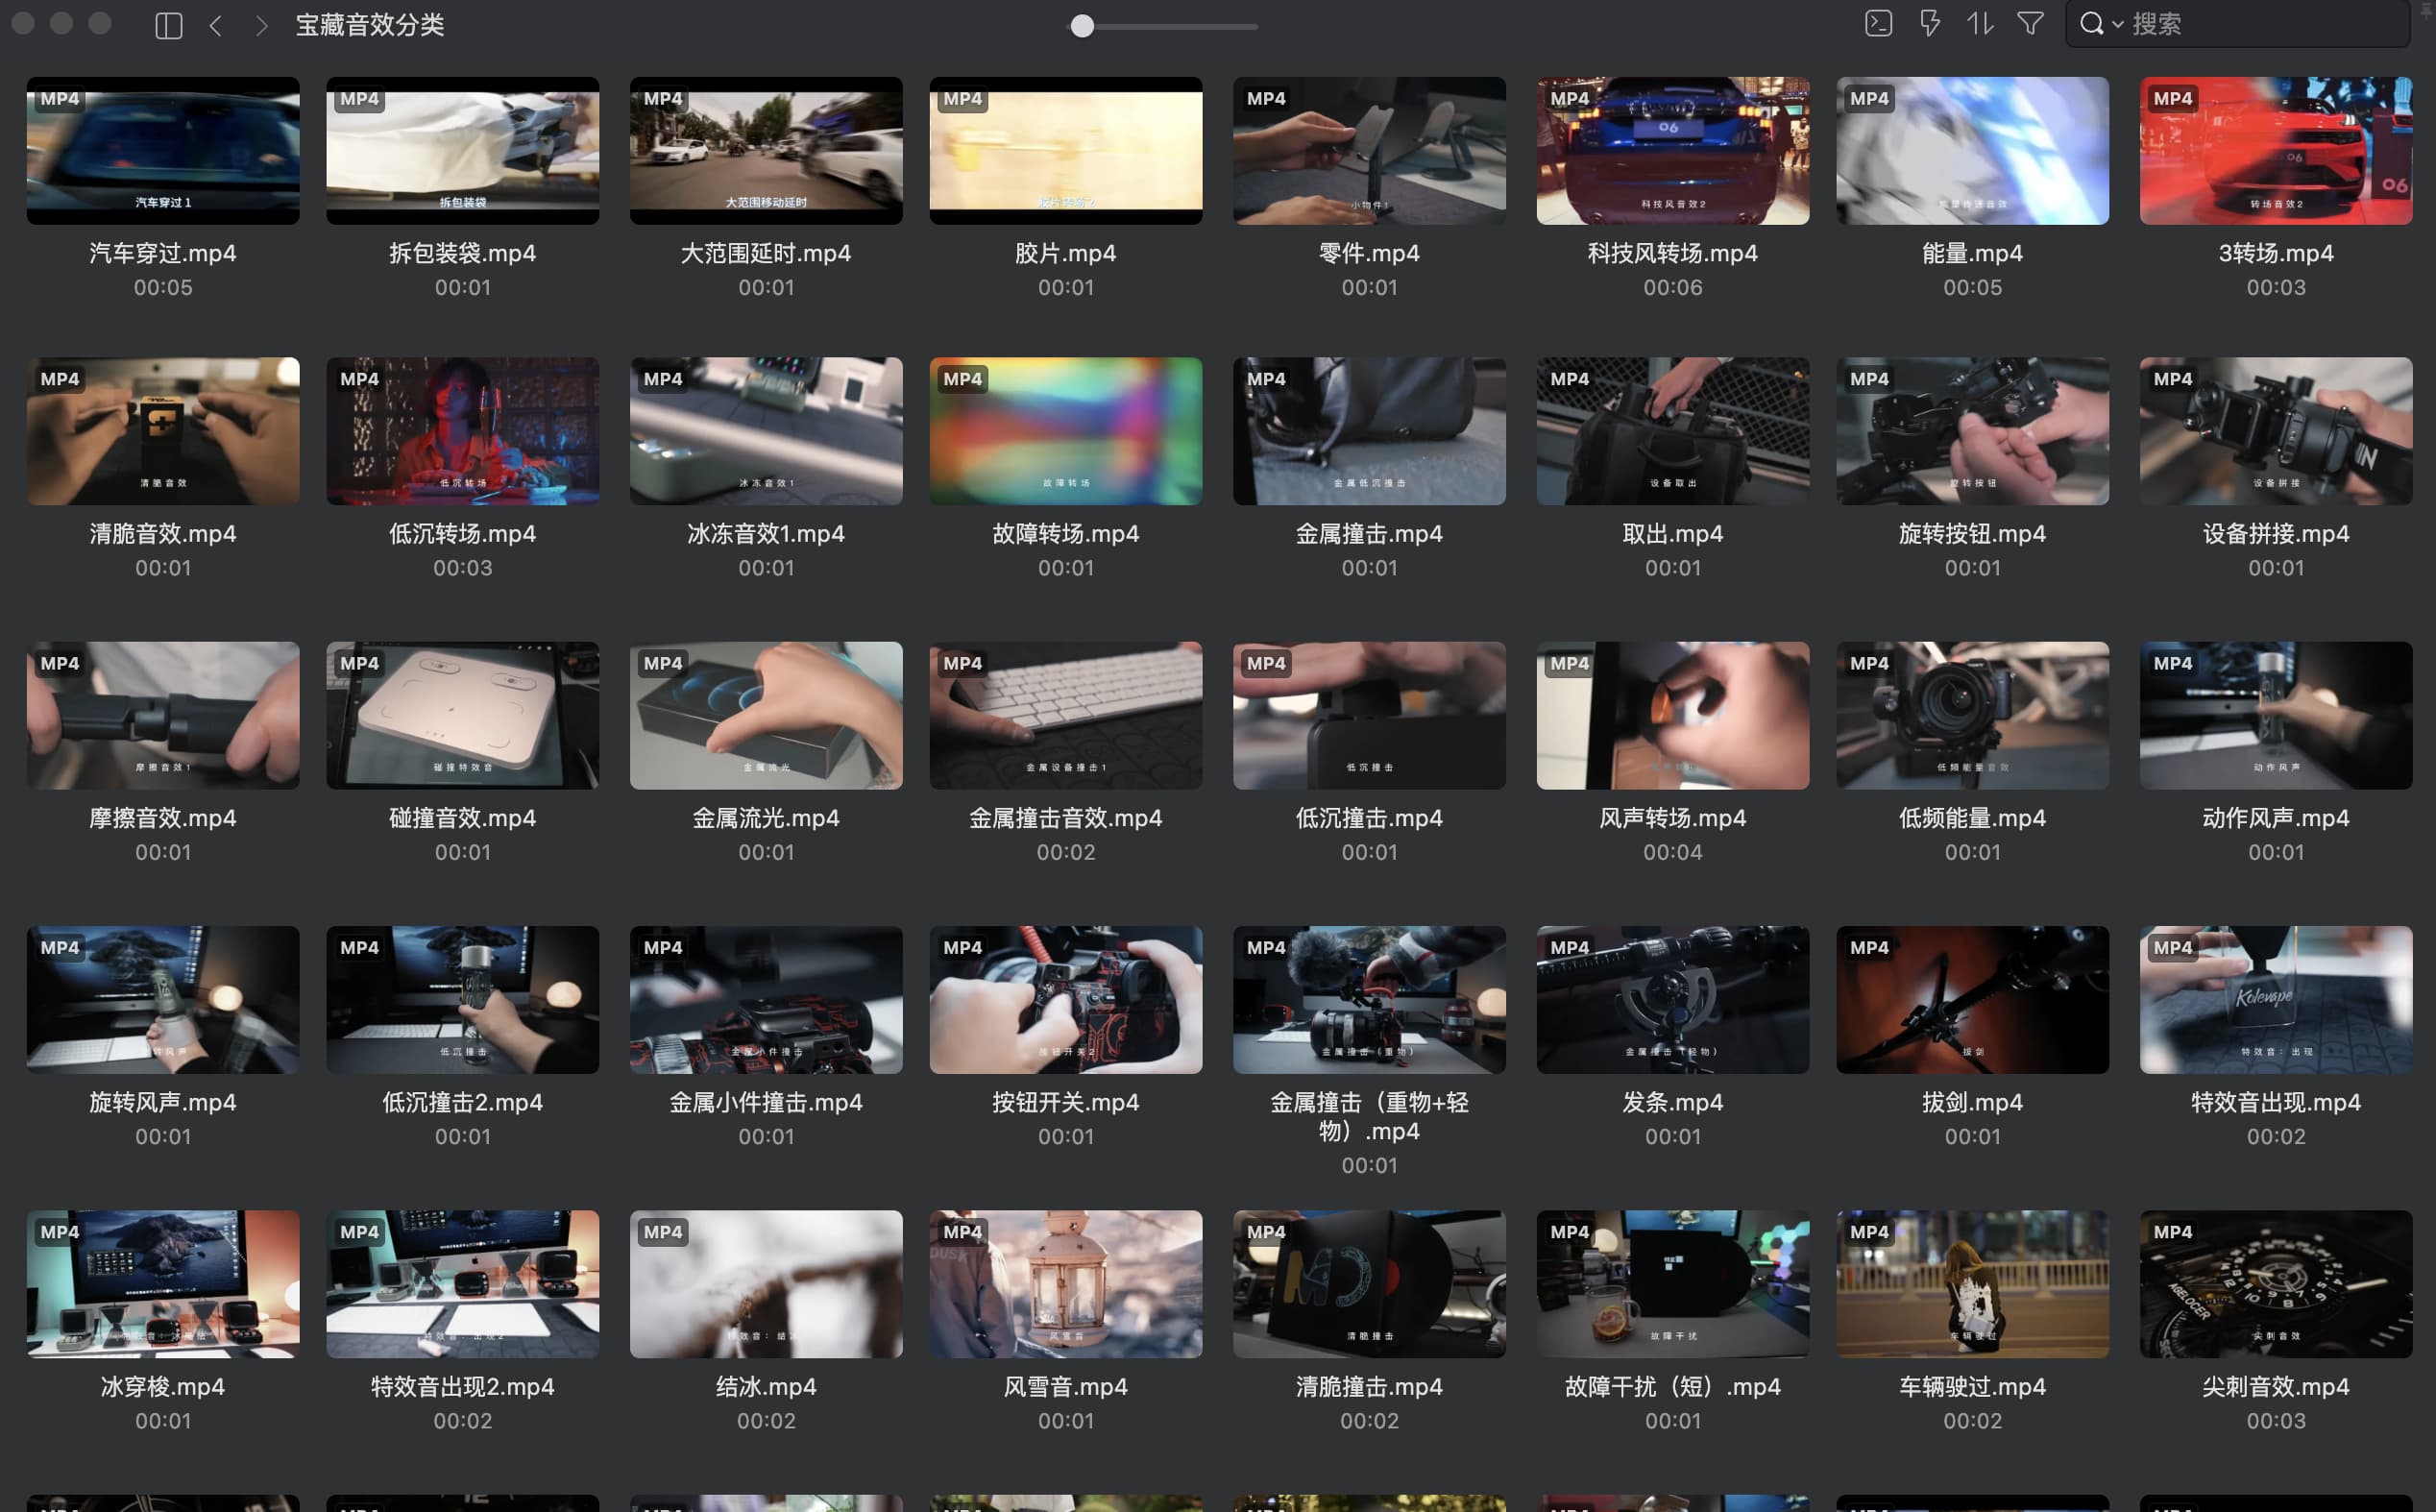 宝藏音效分类
搜索
MP4 MP4 MP4 MP4 MP4 MP4 MP4 MP4
06 06 06
汽车穿过 1 拆包装袋 大范围移动延时 小物件1 科技风音效2 转场音效2
汽车穿过.mp4 拆包装袋.mp4 大范围延时.mp4 胶片.mp4 零件.mp4 科技风转场.mp4 能量.mp4 3转场.mp4
00:05 00:01 00:01 00:01 00:01 00:06 00:05 00:03
MP4 MP4 MP4 MP4 MP4 MP4 MP4 MP4
清脆音效 低沉转场 冰冻音效1 故障转场 金属低沉撞击 设备取出 旋转按钮 设备拼接
清脆音效.mp4 低沉转场.mp4 冰冻音效1.mp4 故障转场.mp4 金属撞击.mp4 取出.mp4 旋转按钮.mp4 设备拼接.mp4
00:01 00:03 00:01 00:01 00:01 00:01 00:01 00:01
MP4 MP4 MP4 MP4 MP4 MP4 MP4 MP4
摩擦音效1 碰撞特效音 金属流光 金属设备撞击1 低沉撞击 低频能量音效 动作风声
摩擦音效.mp4 碰撞音效.mp4 金属流光.mp4 金属撞击音效.mp4 低沉撞击.mp4 风声转场.mp4 低频能量.mp4 动作风声.mp4
00:01 00:01 00:01 00:02 00:01 00:04 00:01 00:01
MP4 MP4 MP4 MP4 MP4 MP4 MP4 MP4
Kolevape
低沉撞击 金属小件撞击 按钮开关2 金属撞击（重物） 金属撞击（轻物） 拔剑 特效音：出现
旋转风声.mp4 低沉撞击2.mp4 金属小件撞击.mp4 按钮开关.mp4 金属撞击（重物+轻物）.mp4 发条.mp4 拔剑.mp4 特效音出现.mp4
00:01 00:01 00:01 00:01 00:01 00:01 00:01 00:02
MP4 MP4 MP4 MP4 MP4 MP4 MP4 MP4
AGELOCER
特效音：出现2 特效音：结冰 风雪音 清脆撞击 故障干扰 车辆驶过 尖刺音效
冰穿梭.mp4 特效音出现2.mp4 结冰.mp4 风雪音.mp4 清脆撞击.mp4 故障干扰（短）.mp4 车辆驶过.mp4 尖刺音效.mp4
00:01 00:02 00:02 00:01 00:02 00:01 00:02 00:03